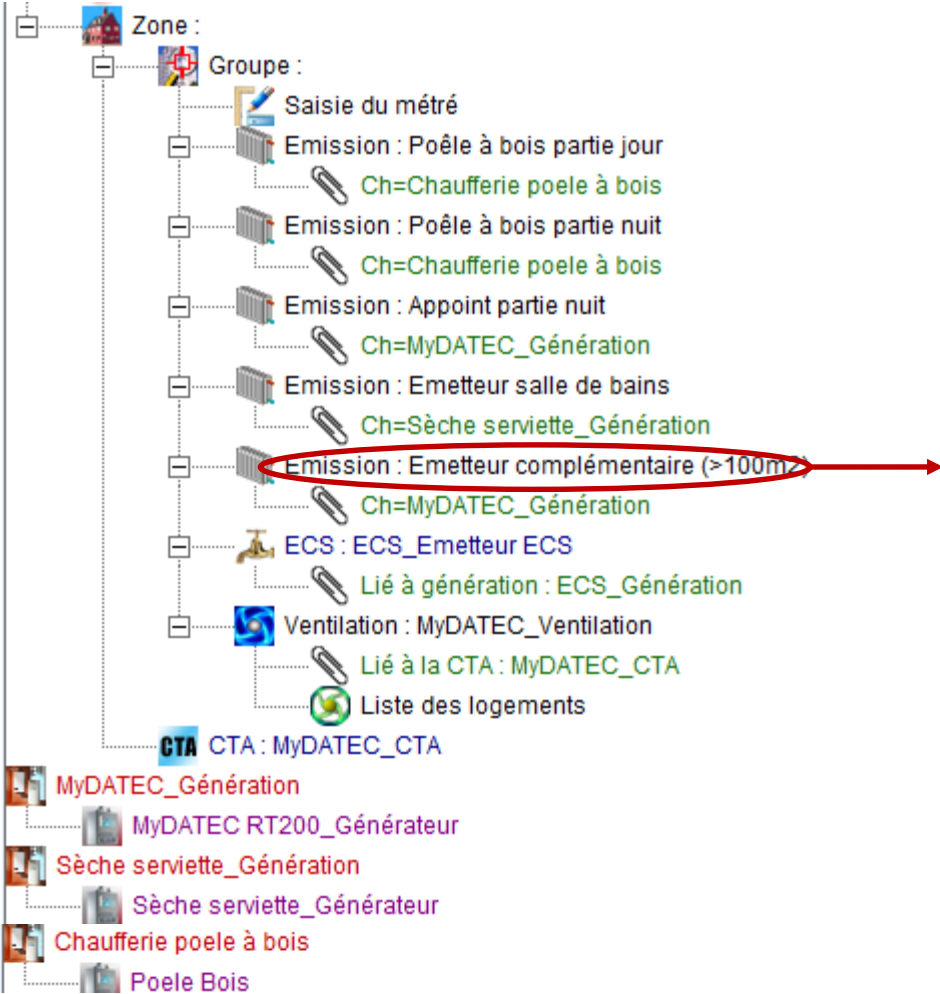 Zone :
Groupe :
Saisie du métré
Emission : Poêle à bois partie jour
Ch=Chaufferie poele à bois
Emission : Poêle à bois partie nuit
Ch=Chaufferie poele à bois
Emission : Appoint partie nuit
Ch=MyDATEC_Génération
Emission : Emetteur salle de bains
Ch=Sèche serviette_Génération
Emission : Emetteur complémentaire (>100m2)
Ch=MyDATEC_Génération
ECS : ECS_Emetteur ECS
Lié à génération : ECS_Génération
Ventilation : MyDATEC_Ventilation
Lié à la CTA : MyDATEC_CTA
Liste des logements
CTA CTA : MyDATEC_CTA
MyDATEC_Génération
MyDATEC RT200_Générateur
Sèche serviette_Génération
Sèche serviette_Générateur
Chaufferie poele à bois
Poele Bois